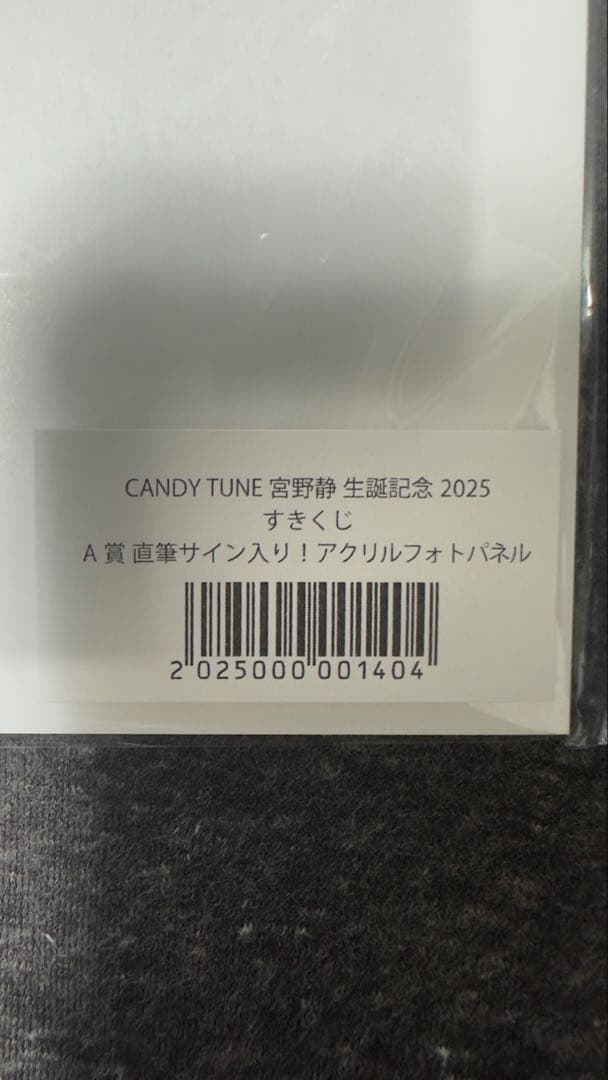 CANDY TUNE 宮野静 生誕記念 2025
すきくじ
A 賞 直筆サイン入り！アクリルフォトパネル
2 025000 001404